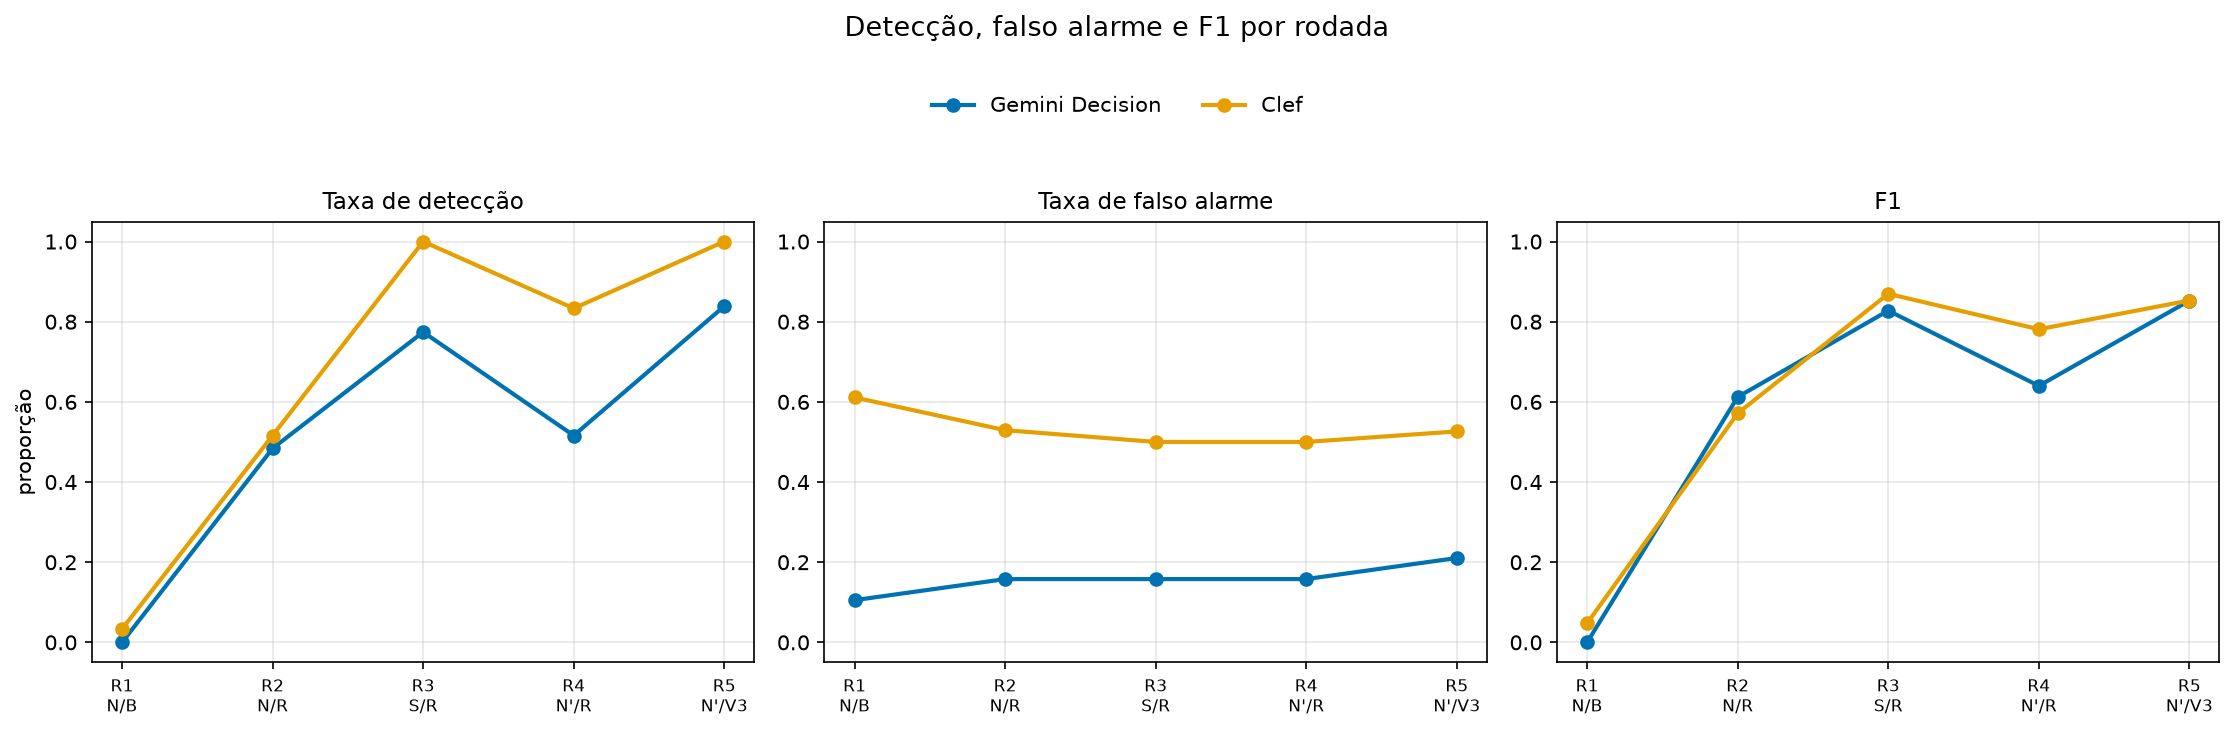 Detecção, falso alarme e F1 por rodada
Gemini Decision
Clef
Taxa de detecção
proporção
1.0
0.8
0.6
0.4
0.2
0.0
R1 R2 R3 R4 R5
N/B N/R S/R N'/R N'/V3
Taxa de falso alarme
1.0
0.8
0.6
0.4
0.2
0.0
R1 R2 R3 R4 R5
N/B N/R S/R N'/R N'/V3
F1
1.0
0.8
0.6
0.4
0.2
0.0
R1 R2 R3 R4 R5
N/B N/R S/R N'/R N'/V3